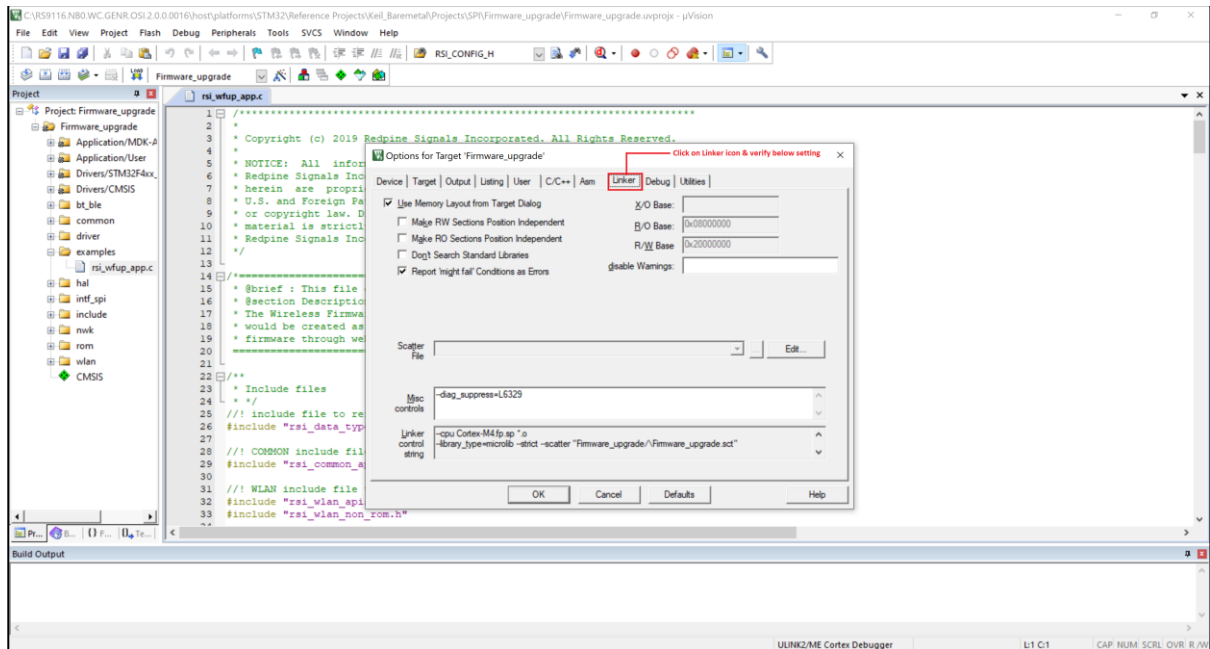 C:\RS9116.NB0.WC.GENR.OSI.2.0.0.0016\host\platforms\STM32\Reference Projects\Keil_Baremetal\Projects\SPI\Firmware_upgrade\Firmware_upgrade.uvprojx - µVision
File Edit View Project Flash Debug Peripherals Tools SVCS Window Help
RSI_CONFIG_H
LOAD
Firmware_upgrade
Project
Project: Firmware_upgrade
Firmware_upgrade
Application/MDK-A
Application/User
Drivers/STM32F4xx_
Drivers/CMSIS
bt_ble
common
driver
examples
rsi_wfup_app.c
hal
intf_spi
include
nwk
rom
wlan
CMSIS
Pr... B... {} F... Te...
rsi_wfup_app.c
1 /*************************************************************************
2 *
3 * Copyright (c) 2019 Redpine Signals Incorporated. All Rights Reserved.
4 *
5 * NOTICE: All infor
6 * Redpine Signals Inc
7 * herein are propri
8 * U.S. and Foreign Pa
9 * or copyright law. D
10 * material is strictl
11 * Redpine Signals Inc
12 */
13
14 /*=====================
15 * @brief : This file
16 * @section Descriptio
17 * The Wireless Firmwa
18 * would be created as
19 * firmware through we
20 =====================
21
22 /**
23 * Include files
24 * */
25 //! include file to re
26 #include "rsi_data_typ
27
28 //! COMMON include fil
29 #include "rsi_common_a
30
31 //! WLAN include file
32 #include "rsi_wlan_api
33 #include "rsi_wlan_non_rom.h"
Options for Target 'Firmware_upgrade'
Click on Linker icon & verify below setting
Device Target Output Listing User C/C++ Asm Linker Debug Utilities
Use Memory Layout from Target Dialog
Make RW Sections Position Independent
Make RO Sections Position Independent
Don't Search Standard Libraries
Report 'might fail' Conditions as Errors
X/O Base:
R/O Base: 0x08000000
R/W Base 0x20000000
disable Warnings:
Scatter
File
Edit...
Misc
controls
--diag_suppress=L6329
Linker
control
string
--cpu Cortex-M4.fp.sp *.o
--library_type=microlib --strict --scatter "Firmware_upgrade/\Firmware_upgrade.sct"
OK Cancel Defaults Help
Build Output
ULINK2/ME Cortex Debugger L:1 C:1 CAP NUM SCRL OVR R/W